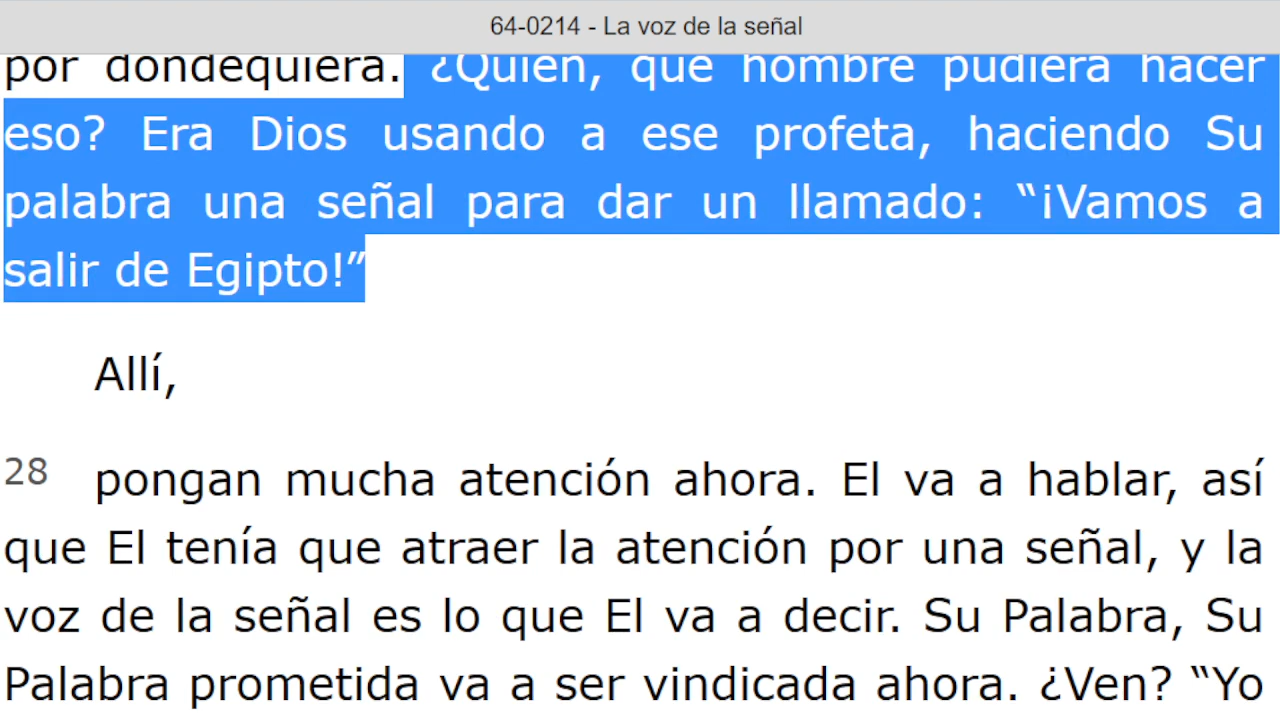 64-0214 - La voz de la señal
por dondequiera. ¿Quién, qué hombre pudiera hacer
eso? Era Dios usando a ese profeta, haciendo Su
palabra una señal para dar un llamado: “¡Vamos a
salir de Egipto!”
Allí,
28 pongan mucha atención ahora. El va a hablar, así
que El tenía que atraer la atención por una señal, y la
voz de la señal es lo que El va a decir. Su Palabra, Su
Palabra prometida va a ser vindicada ahora. ¿Ven? “Yo